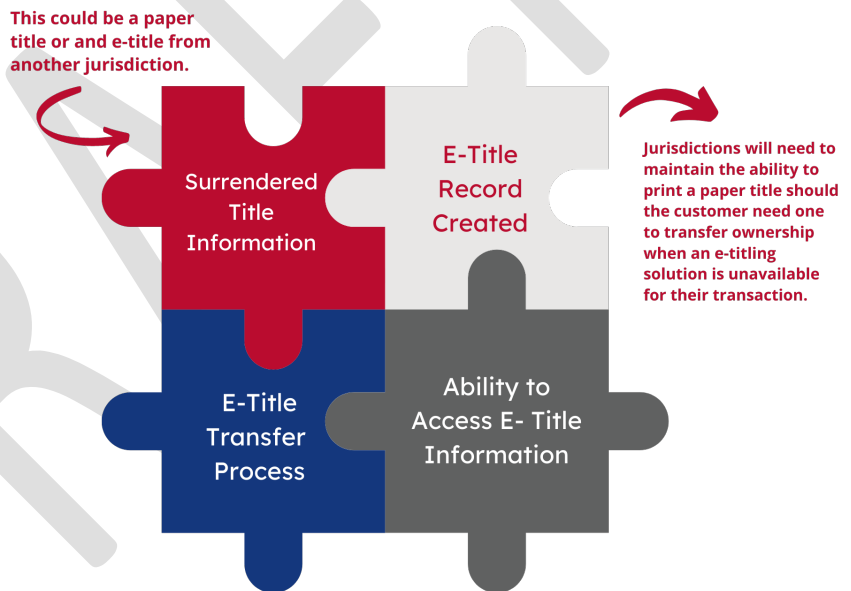 This could be a paper
title or and e-title from
another jurisdiction.
Surrendered
Title
Information
E-Title
Record
Created
Jurisdictions will need to
maintain the ability to
print a paper title should
the customer need one
to transfer ownership
when an e-titling
solution is unavailable
for their transaction.
E-Title
Transfer
Process
Ability to
Access E- Title
Information